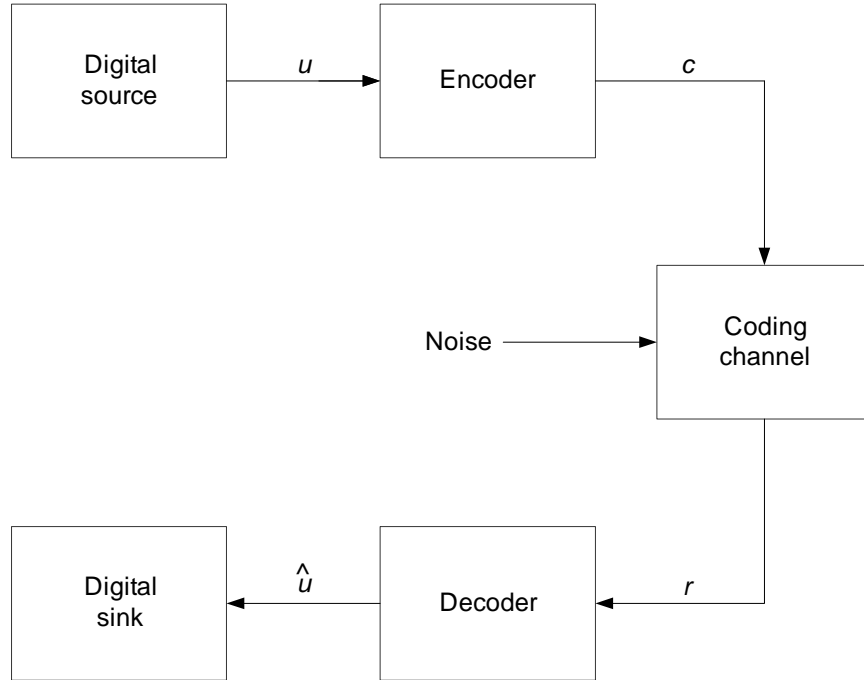 Digital
source
u
Encoder
c
Noise
Coding
channel
Digital
sink
û
Decoder
r